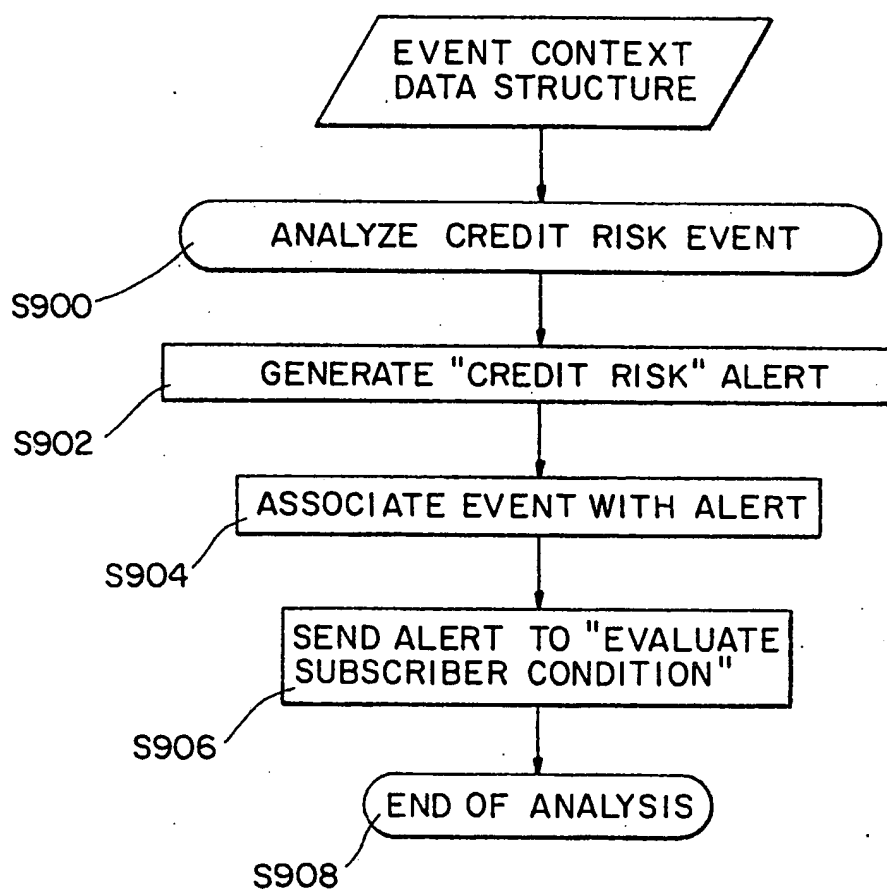 EVENT CONTEXT
DATA STRUCTURE
ANALYZE CREDIT RISK EVENT
S900
GENERATE "CREDIT RISK" ALERT
S902
ASSOCIATE EVENT WITH ALERT
S904
SEND ALERT TO "EVALUATE
SUBSCRIBER CONDITION"
S906
END OF ANALYSIS
S908